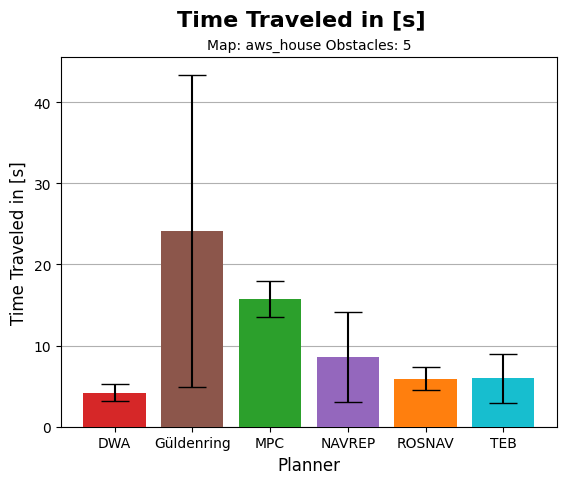 Time Traveled in [s]
Map: aws_house Obstacles: 5
Time Traveled in [s]
40
30
20
10
0
DWA Güldenring MPC NAVREP ROSNAV TEB
Planner